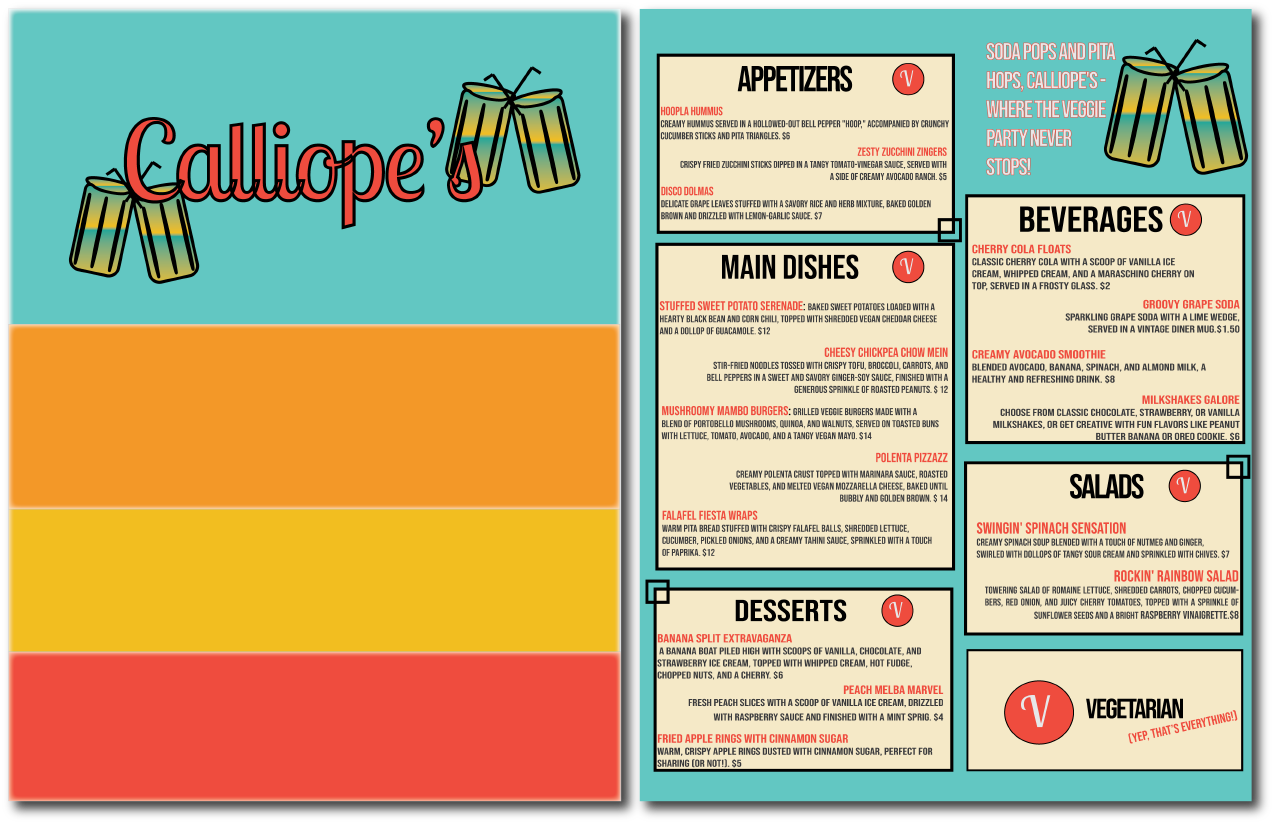 Calliope's
APPETIZERS
V
HOOPLA HUMMUS
CREAMY HUMMUS SERVED IN A HOLLOWED-OUT BELL PEPPER "HOOP," ACCOMPANIED BY CRUNCHY
CUCUMBER STICKS AND PITA TRIANGLES. $6
ZESTY ZUCCHINI ZINGERS
CRISPY FRIED ZUCCHINI STICKS DIPPED IN A TANGY TOMATO-VINEGAR SAUCE, SERVED WITH
A SIDE OF CREAMY AVOCADO RANCH. $5
DISCO DOLMAS
DELICATE GRAPE LEAVES STUFFED WITH A SAVORY RICE AND HERB MIXTURE, BAKED GOLDEN
BROWN AND DRIZZLED WITH LEMON-GARLIC SAUCE. $7
MAIN DISHES
V
STUFFED SWEET POTATO SERENADE: BAKED SWEET POTATOES LOADED WITH A
HEARTY BLACK BEAN AND CORN CHILI, TOPPED WITH SHREDDED VEGAN CHEDDAR CHEESE
AND A DOLLOP OF GUACAMOLE. $12
CHEESY CHICKPEA CHOW MEIN
STIR-FRIED NOODLES TOSSED WITH CRISPY TOFU, BROCCOLI, CARROTS, AND
BELL PEPPERS IN A SWEET AND SAVORY GINGER-SOY SAUCE, FINISHED WITH A
GENEROUS SPRINKLE OF ROASTED PEANUTS. $ 12
MUSHROOMY MAMBO BURGERS: GRILLED VEGGIE BURGERS MADE WITH A
BLEND OF PORTOBELLO MUSHROOMS, QUINOA, AND WALNUTS, SERVED ON TOASTED BUNS
WITH LETTUCE, TOMATO, AVOCADO, AND A TANGY VEGAN MAYO. $14
POLENTA PIZZAZZ
CREAMY POLENTA CRUST TOPPED WITH MARINARA SAUCE, ROASTED
VEGETABLES, AND MELTED VEGAN MOZZARELLA CHEESE, BAKED UNTIL
BUBBLY AND GOLDEN BROWN. $ 14
FALAFEL FIESTA WRAPS
WARM PITA BREAD STUFFED WITH CRISPY FALAFEL BALLS, SHREDDED LETTUCE,
CUCUMBER, PICKLED ONIONS, AND A CREAMY TAHINI SAUCE, SPRINKLED WITH A TOUCH
OF PAPRIKA. $12
DESSERTS
V
BANANA SPLIT EXTRAVAGANZA
A BANANA BOAT PILED HIGH WITH SCOOPS OF VANILLA, CHOCOLATE, AND
STRAWBERRY ICE CREAM, TOPPED WITH WHIPPED CREAM, HOT FUDGE,
CHOPPED NUTS, AND A CHERRY. $6
PEACH MELBA MARVEL
FRESH PEACH SLICES WITH A SCOOP OF VANILLA ICE CREAM, DRIZZLED
WITH RASPBERRY SAUCE AND FINISHED WITH A MINT SPRIG. $4
FRIED APPLE RINGS WITH CINNAMON SUGAR
WARM, CRISPY APPLE RINGS DUSTED WITH CINNAMON SUGAR, PERFECT FOR
SHARING (OR NOT!). $5
SODA POPS AND PITA
HOPS, CALLIOPE'S -
WHERE THE VEGGIE
PARTY NEVER
STOPS!
BEVERAGES
V
CHERRY COLA FLOATS
CLASSIC CHERRY COLA WITH A SCOOP OF VANILLA ICE
CREAM, WHIPPED CREAM, AND A MARASCHINO CHERRY ON
TOP, SERVED IN A FROSTY GLASS. $2
GROOVY GRAPE SODA
SPARKLING GRAPE SODA WITH A LIME WEDGE,
SERVED IN A VINTAGE DINER MUG.$1.50
CREAMY AVOCADO SMOOTHIE
BLENDED AVOCADO, BANANA, SPINACH, AND ALMOND MILK, A
HEALTHY AND REFRESHING DRINK. $8
MILKSHAKES GALORE
CHOOSE FROM CLASSIC CHOCOLATE, STRAWBERRY, OR VANILLA
MILKSHAKES, OR GET CREATIVE WITH FUN FLAVORS LIKE PEANUT
BUTTER BANANA OR OREO COOKIE. $6
SALADS
V
SWINGIN' SPINACH SENSATION
CREAMY SPINACH SOUP BLENDED WITH A TOUCH OF NUTMEG AND GINGER,
SWIRLED WITH DOLLOPS OF TANGY SOUR CREAM AND SPRINKLED WITH CHIVES. $7
ROCKIN' RAINBOW SALAD
TOWERING SALAD OF ROMAINE LETTUCE, SHREDDED CARROTS, CHOPPED CUCUM-
BERS, RED ONION, AND JUICY CHERRY TOMATOES, TOPPED WITH A SPRINKLE OF
SUNFLOWER SEEDS AND A BRIGHT RASPBERRY VINAIGRETTE.$8
V
VEGETARIAN
(YEP, THAT'S EVERYTHING!)